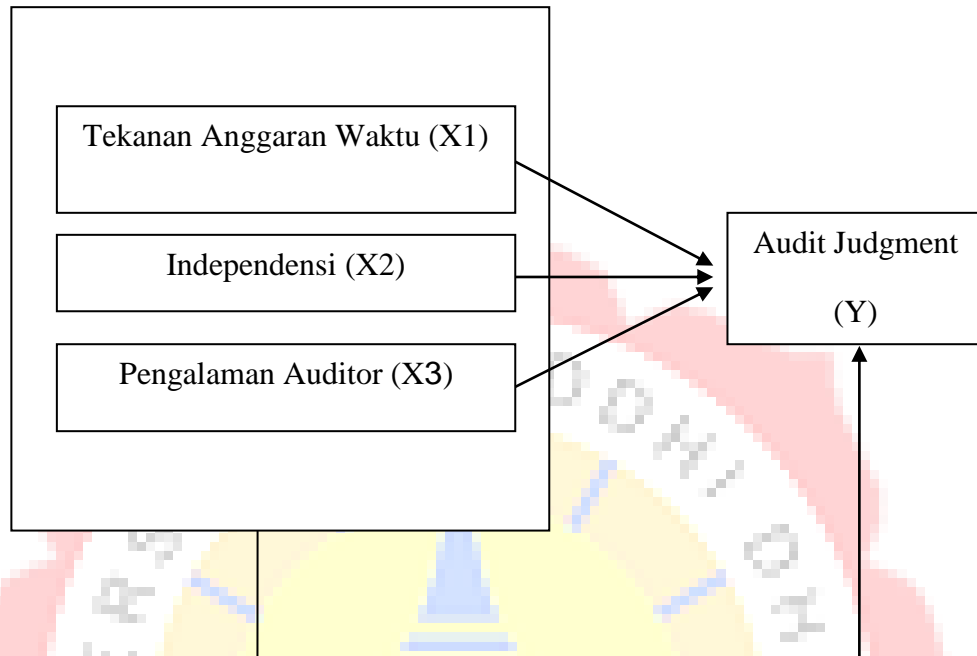 Tekanan Anggaran Waktu (X1)
Independensi (X2)
Pengalaman Auditor (X3)
Audit Judgment
(Y)